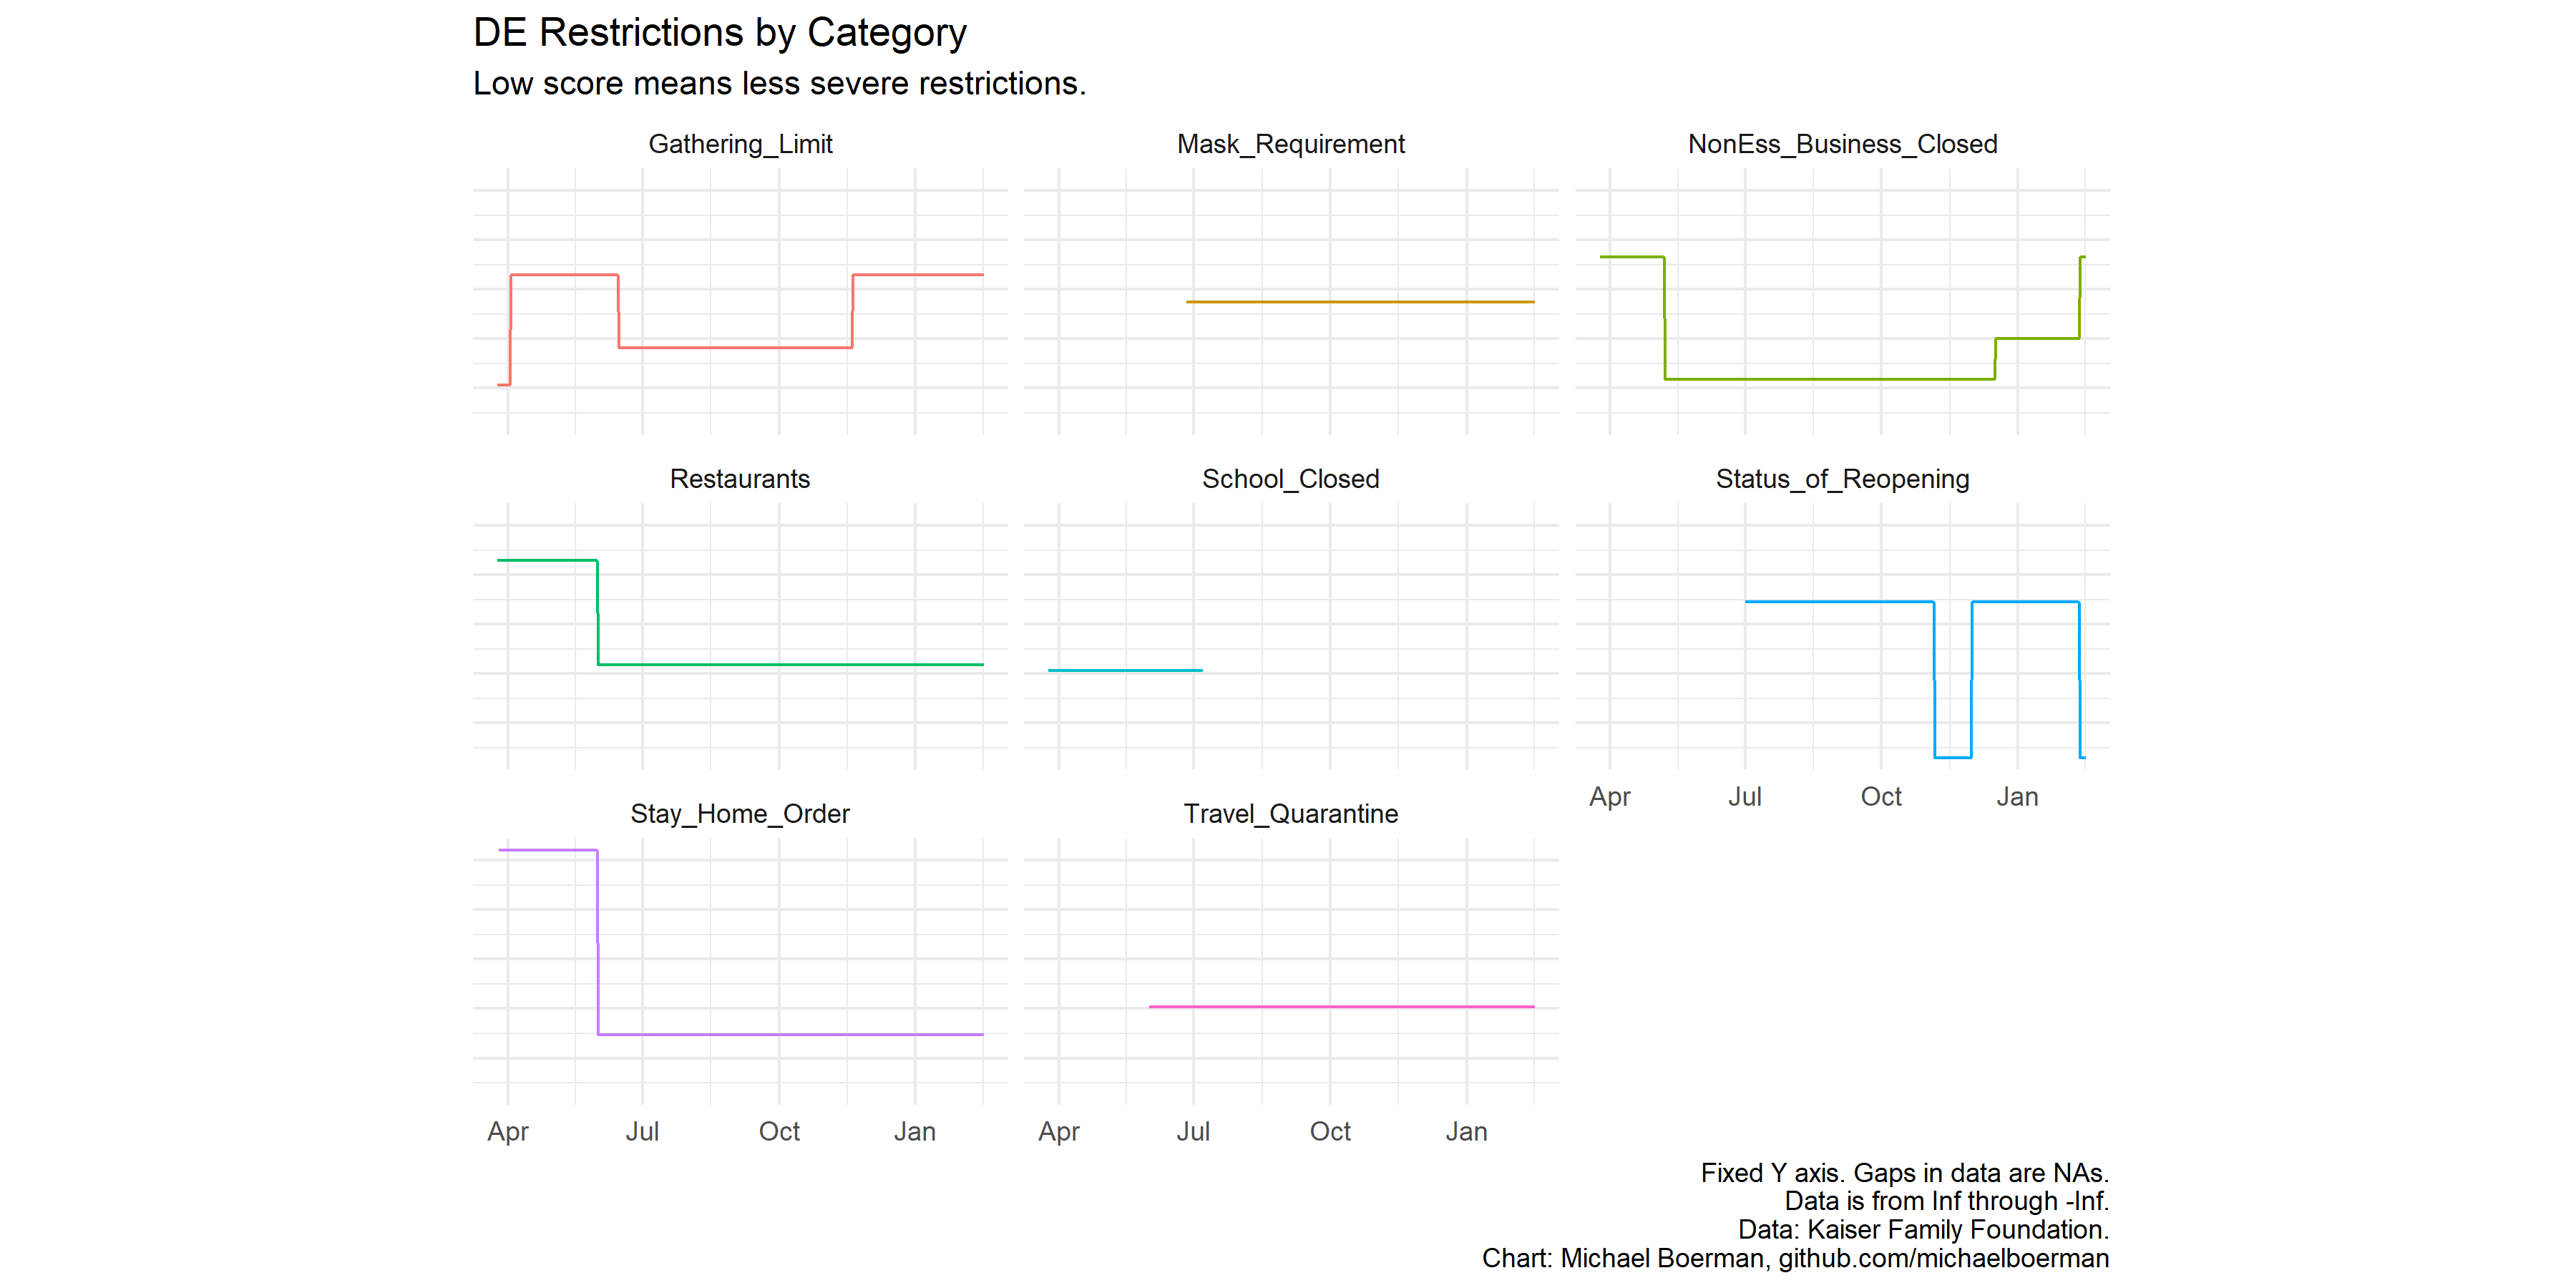 DE Restrictions by Category
Low score means less severe restrictions.
Gathering_Limit
Mask_Requirement
NonEss_Business_Closed
Restaurants
School_Closed
Status_of_Reopening
Apr Jul Oct Jan
Stay_Home_Order
Travel_Quarantine
Apr Jul Oct Jan
Apr Jul Oct Jan
Fixed Y axis. Gaps in data are NAs.
Data is from Inf through -Inf.
Data: Kaiser Family Foundation.
Chart: Michael Boerman, github.com/michaelboerman